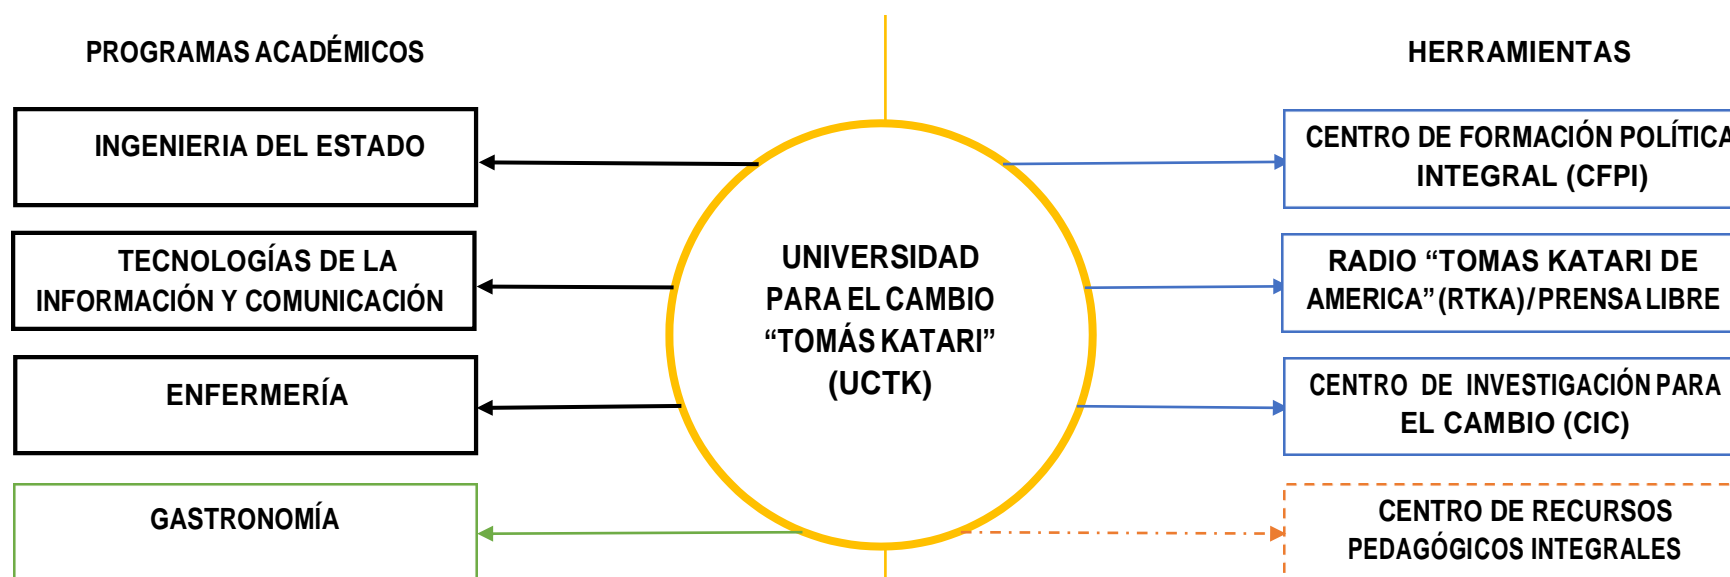 PROGRAMAS ACADÉMICOS
INGENIERIA DEL ESTADO
TECNOLOGÍAS DE LA
INFORMACIÓN Y COMUNICACIÓN
ENFERMERÍA
GASTRONOMÍA
UNIVERSIDAD
PARA EL CAMBIO
“TOMÁS KATARI”
(UCTK)
HERRAMIENTAS
CENTRO DE FORMACIÓN POLÍTICA
INTEGRAL (CFPI)
RADIO “TOMAS KATARI DE
AMERICA” (RTKA)/PRENSA LIBRE
CENTRO DE INVESTIGACIÓN PARA
EL CAMBIO (CIC)
CENTRO DE RECURSOS
PEDAGÓGICOS INTEGRALES